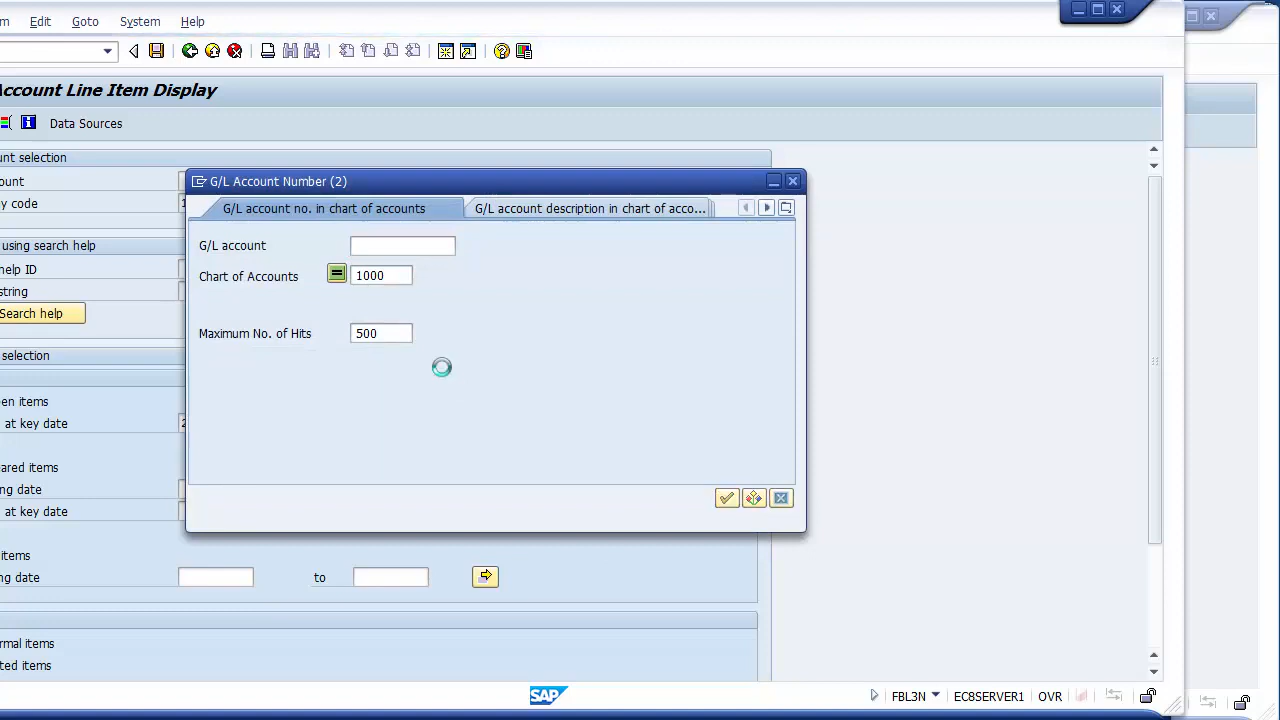 m Edit Goto System Help
Account Line Item Display
Data Sources
unt selection
ount
y code 1
using search help
help ID
string
Search help
selection
en items
at key date 2
ared items
ng date
at key date
items
ng date to
rmal items
ted items
G/L Account Number (2)
G/L account no. in chart of accounts G/L account description in chart of acco...
G/L account
Chart of Accounts = 1000
Maximum No. of Hits 500
SAP FBL3N ECGSERVER1 OVR